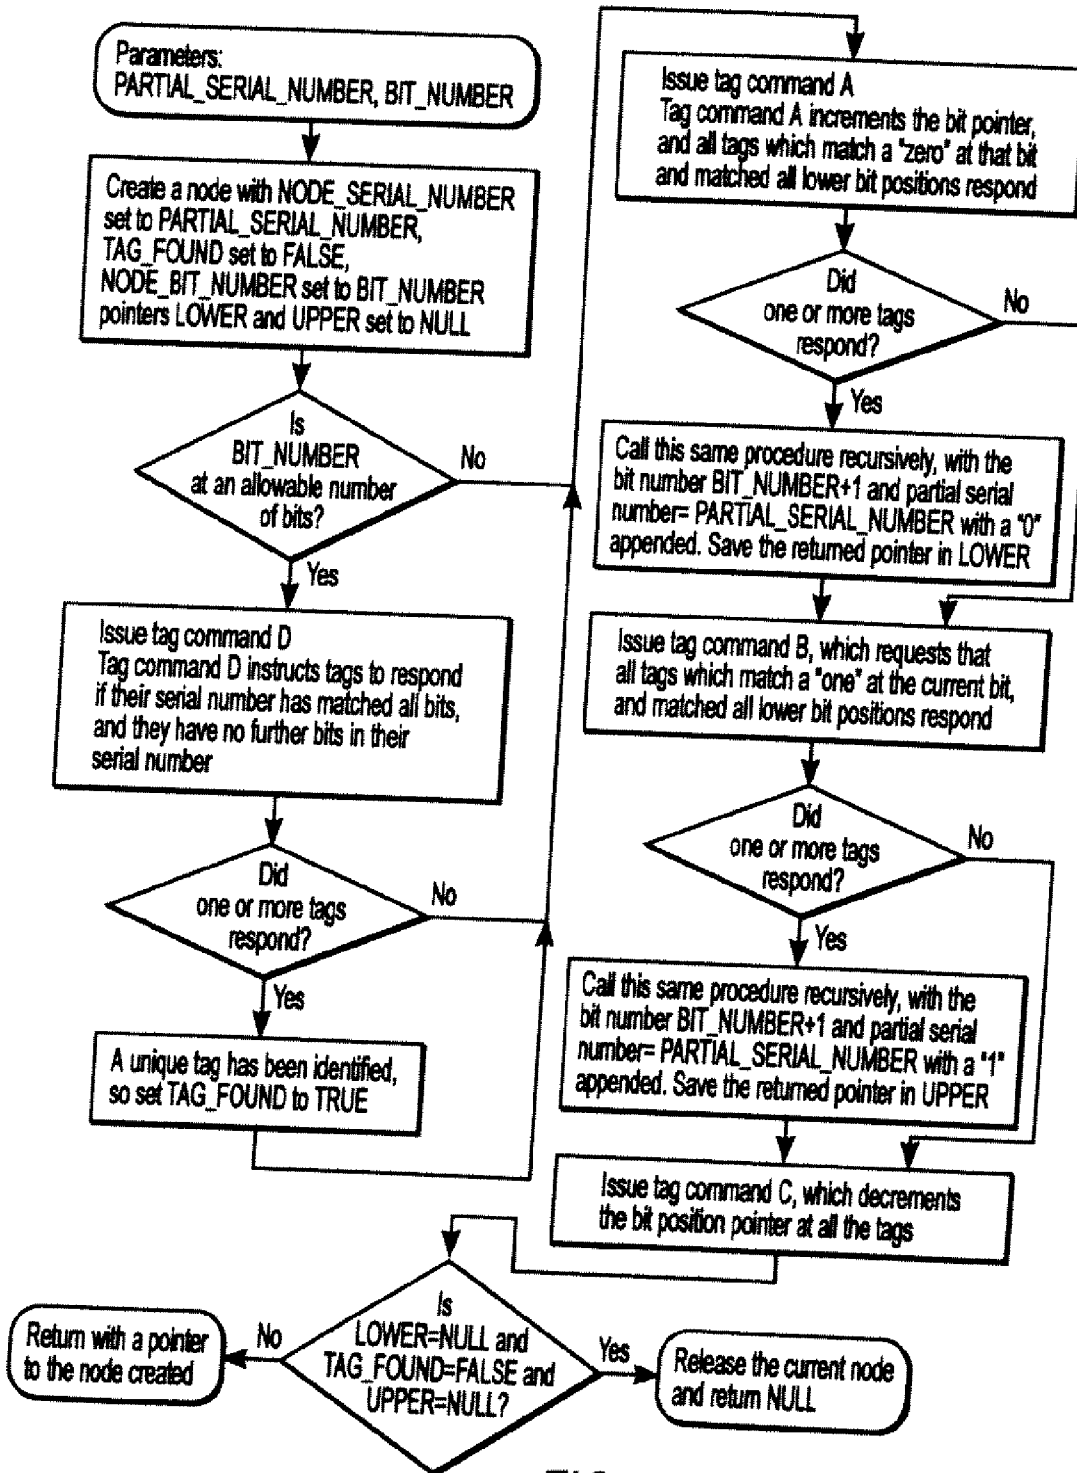 Parameters:
PARTIAL_SERIAL_NUMBER, BIT_NUMBER
Create a node with NODE_SERIAL_NUMBER
set to PARTIAL_SERIAL_NUMBER,
TAG_FOUND set to FALSE,
NODE_BIT_NUMBER set to BIT_NUMBER
pointers LOWER and UPPER set to NULL
Is
BIT_NUMBER
at an allowable number
of bits?
No
Yes
Issue tag command D
Tag command D instructs tags to respond
if their serial number has matched all bits,
and they have no further bits in their
serial number
Did
one or more tags
respond?
No
Yes
A unique tag has been identified,
so set TAG_FOUND to TRUE
Issue tag command A
Tag command A increments the bit pointer,
and all tags which match a "zero" at that bit
and matched all lower bit positions respond
Did
one or more tags
respond?
No
Yes
Call this same procedure recursively, with the
bit number BIT_NUMBER+1 and partial serial
number= PARTIAL_SERIAL_NUMBER with a "0"
appended. Save the returned pointer in LOWER
Issue tag command B, which requests that
all tags which match a "one" at the current bit,
and matched all lower bit positions respond
Did
one or more tags
respond?
No
Yes
Call this same procedure recursively, with the
bit number BIT_NUMBER+1 and partial serial
number= PARTIAL_SERIAL_NUMBER with a "1"
appended. Save the returned pointer in UPPER
Issue tag command C, which decrements
the bit position pointer at all the tags
Is
LOWER=NULL and
TAG_FOUND=FALSE and
UPPER=NULL?
No
Yes
Return with a pointer
to the node created
Release the current node
and return NULL